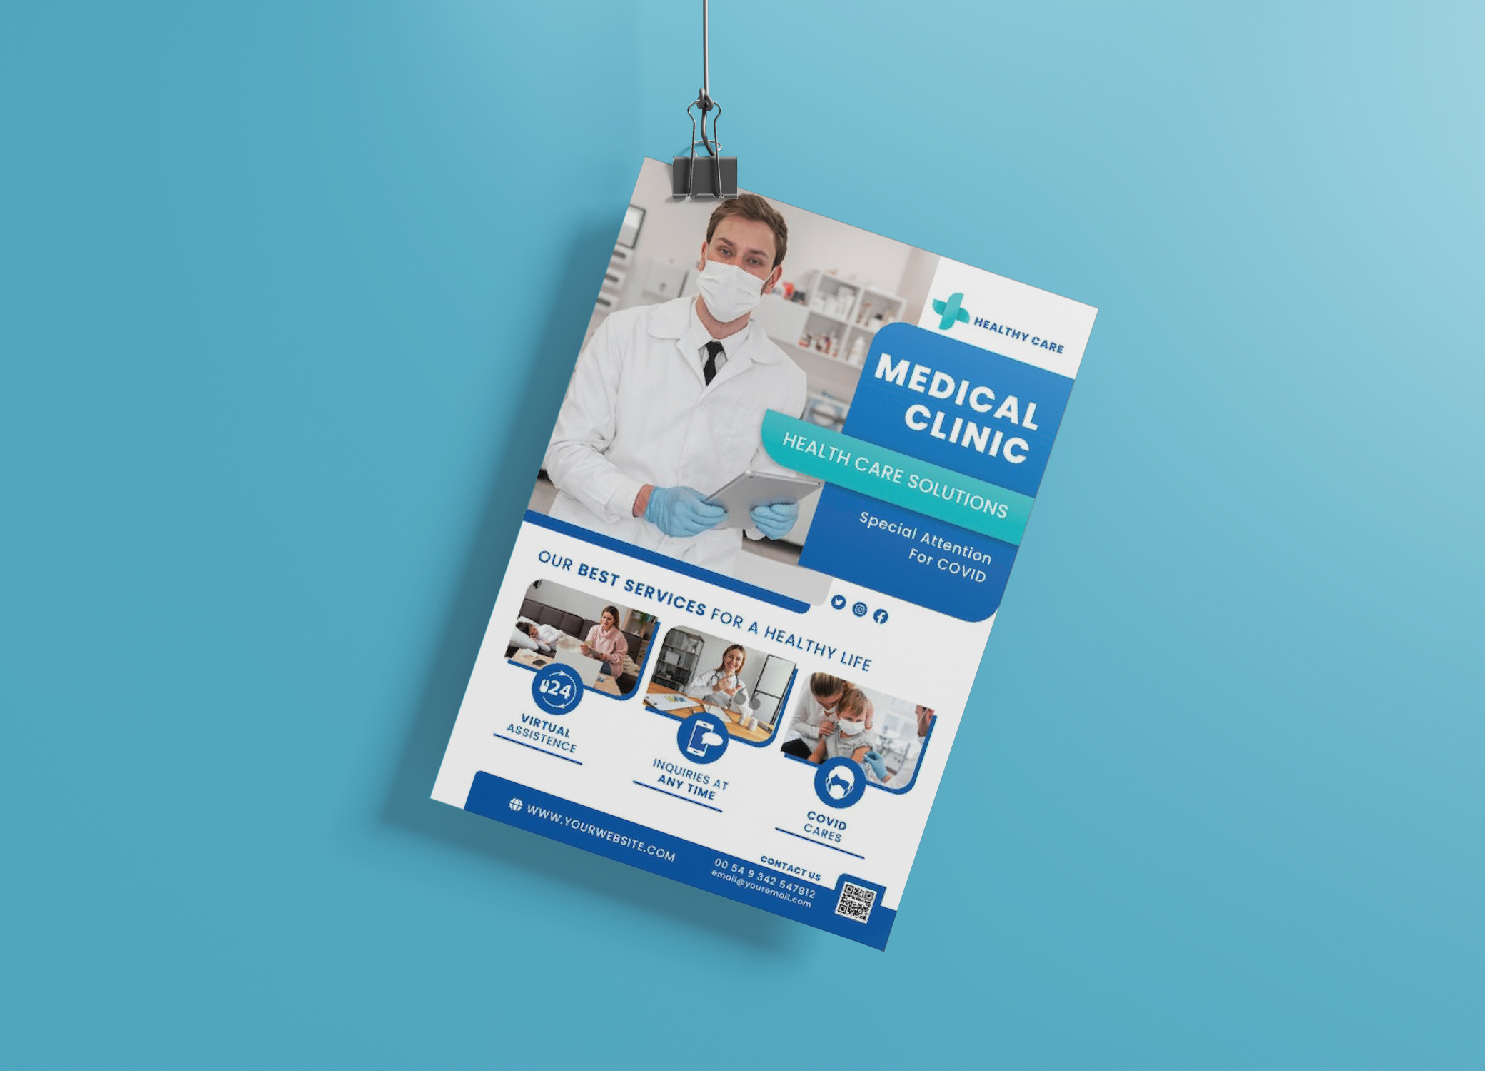 HEALTHY CARE
MEDICAL
CLINIC
HEALTH CARE SOLUTIONS
Special Attention
For COVID
OUR BEST SERVICES FOR A HEALTHY LIFE
24
VIRTUAL
ASSISTENCE
INQUIRIES AT
ANY TIME
COVID
CARES
WWW.YOURWEBSITE.COM
CONTACT US
00 54 9 342 547812
email@youremail.com